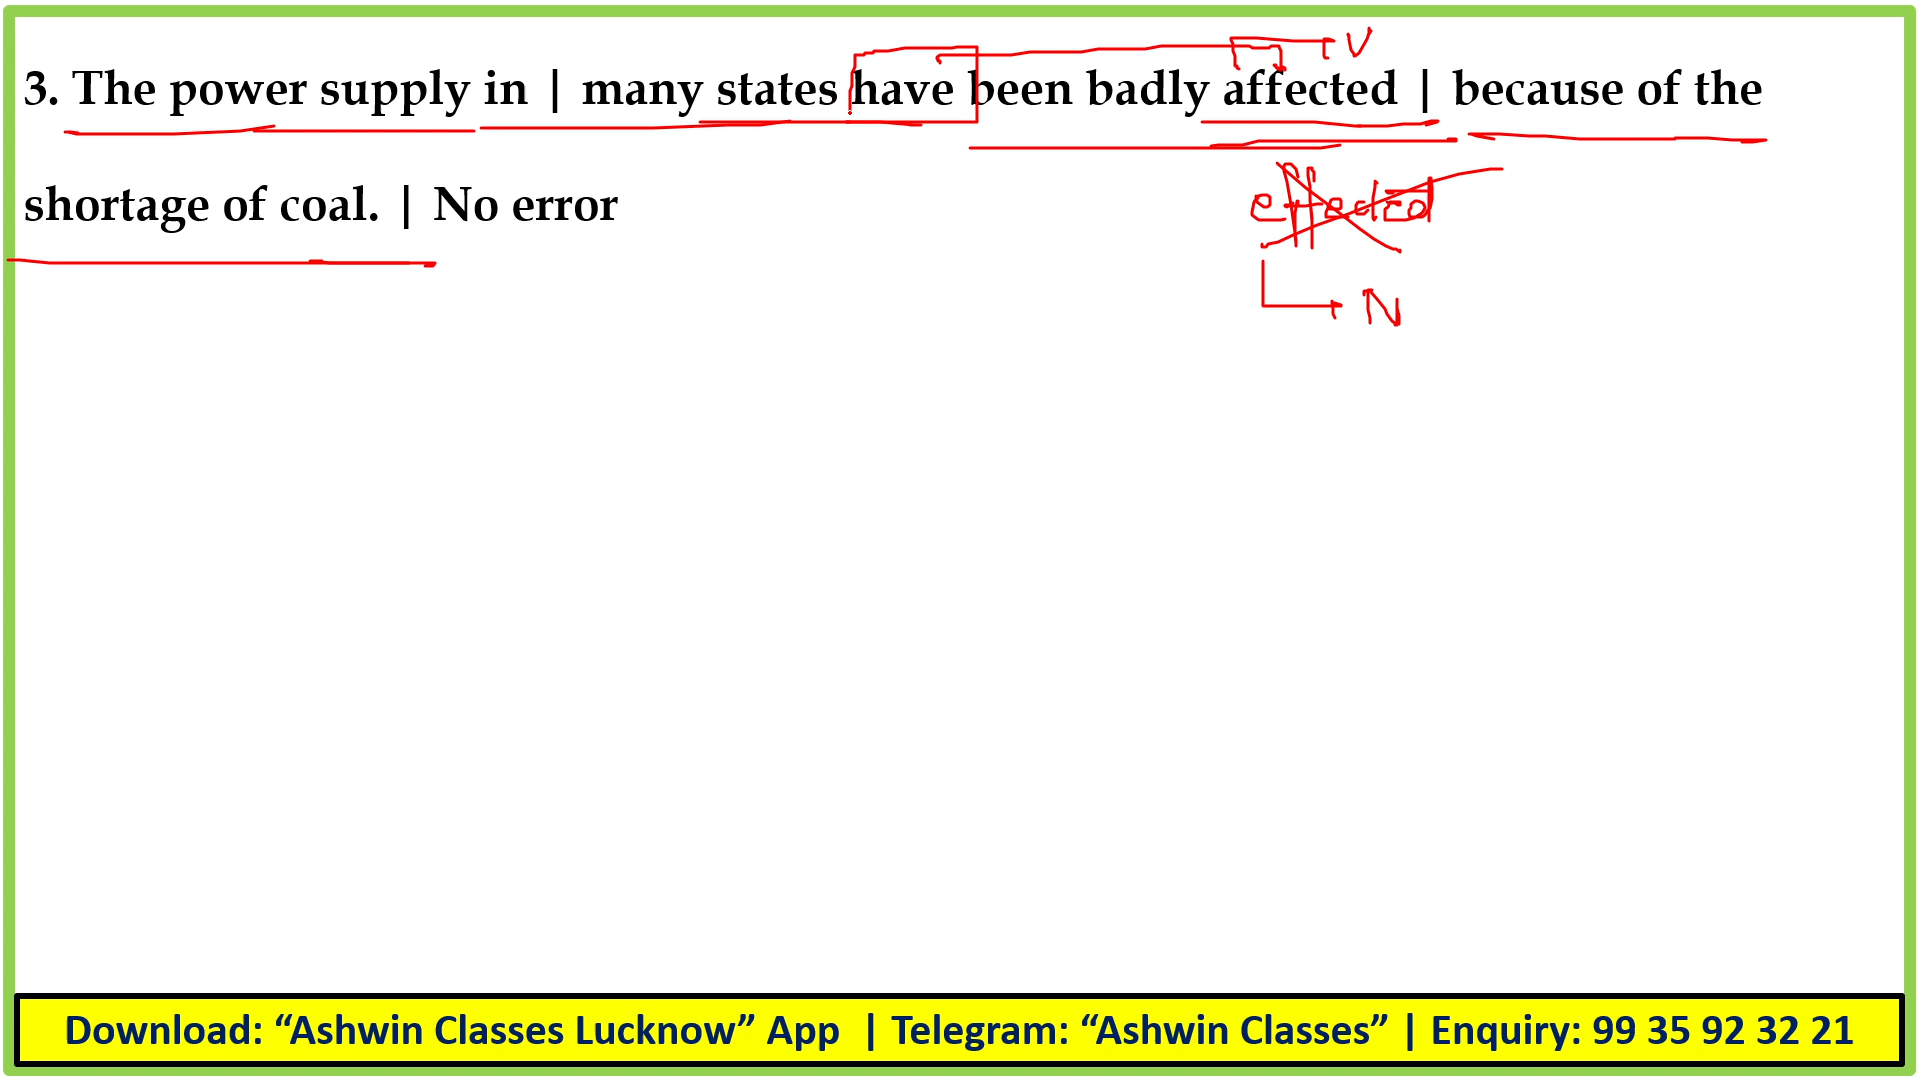 V
3. The power supply in | many states have been badly affected | because of the
shortage of coal. | No error
effected
N
Download: “Ashwin Classes Lucknow” App | Telegram: “Ashwin Classes” | Enquiry: 99 35 92 32 21